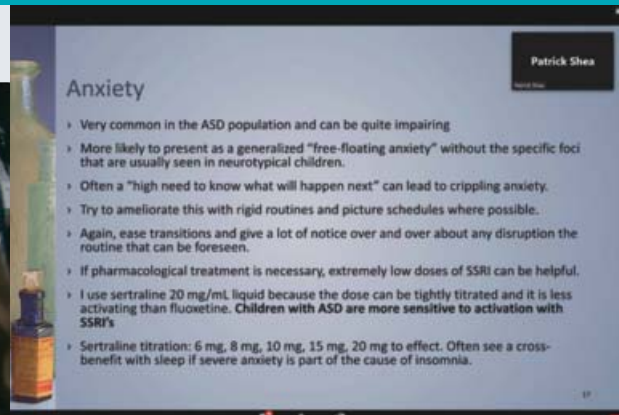 Patrick Shea
Anxiety
› Very common in the ASD population and can be quite impairing
› More likely to present as a generalized "free-floating anxiety" without the specific foci
that are usually seen in neurotypical children.
› Often a "high need to know what will happen next" can lead to crippling anxiety.
› Try to ameliorate this with rigid routines and picture schedules where possible.
› Again, ease transitions and give a lot of notice over and over about any disruption the
routine that can be foreseen.
› If pharmacological treatment is necessary, extremely low doses of SSRI can be helpful.
› I use sertraline 20 mg/mL liquid because the dose can be tightly titrated and it is less
activating than fluoxetine. Children with ASD are more sensitive to activation with
SSRI's
› Sertraline titration: 6 mg, 8 mg, 10 mg, 15 mg, 20 mg to effect. Often see a cross-
benefit with sleep if severe anxiety is part of the cause of insomnia.